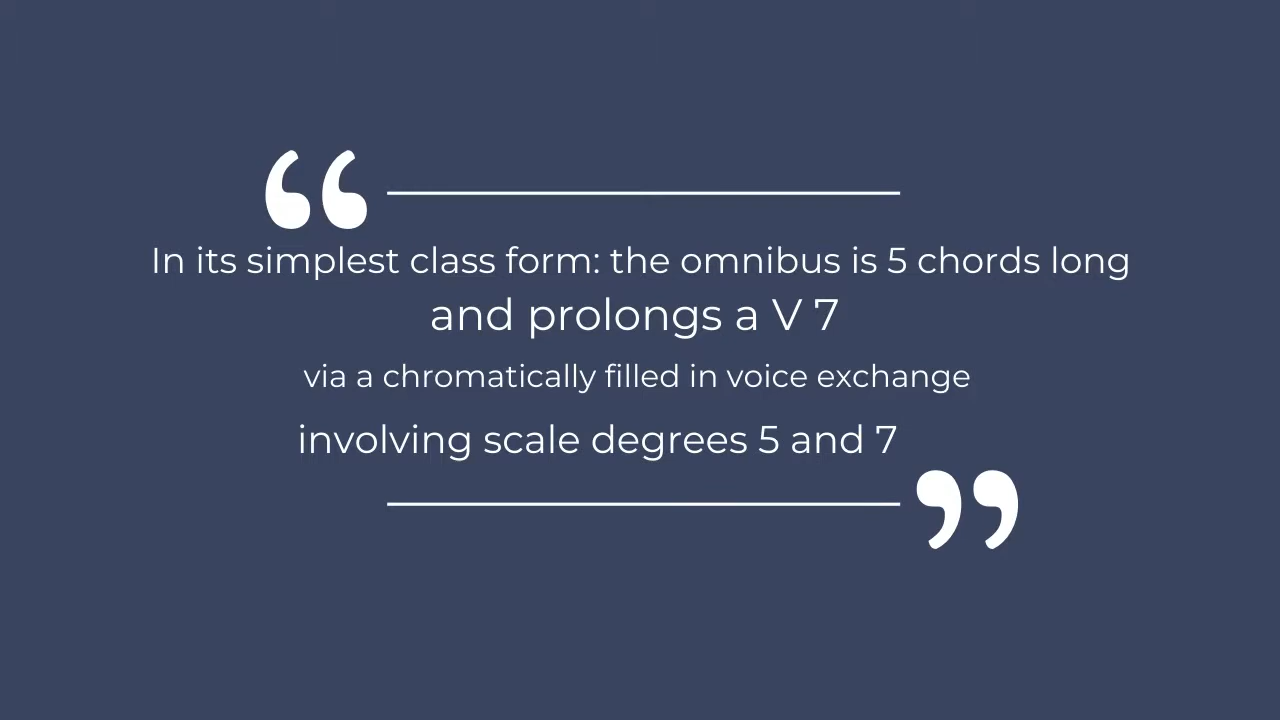 In its simplest class form: the omnibus is 5 chords long
and prolongs a V 7
via a chromatically filled in voice exchange
involving scale degrees 5 and 7